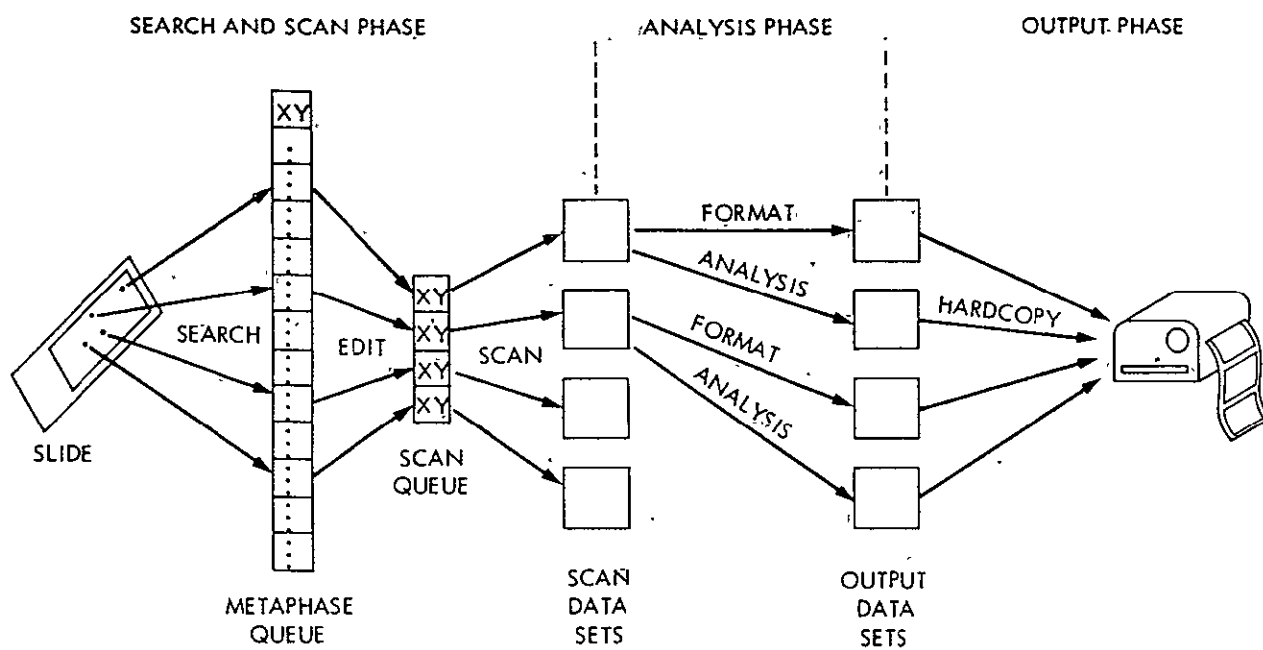 SEARCH AND SCAN PHASE
ANALYSIS PHASE
OUTPUT PHASE
XY
SEARCH
EDIT
XY
XY
XY
XY
SCAN
FORMAT
ANALYSIS
FORMAT
ANALYSIS
HARDCOPY
SLIDE
METAPHASE
QUEUE
SCAN
QUEUE
SCAN
DATA
SETS
OUTPUT
DATA
SETS